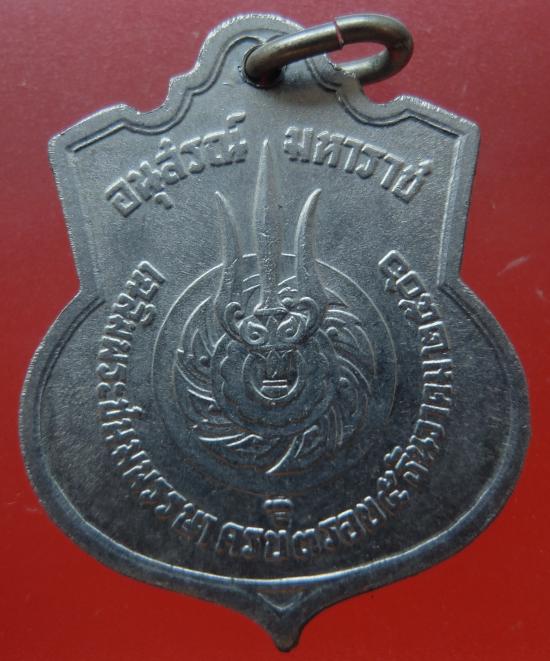 อนุสรณ์ มหาราช
เฉลิมพระชนมพรรษา ครบ ๓ รอบ ๕ ธันวาคม ๒๕๐๖